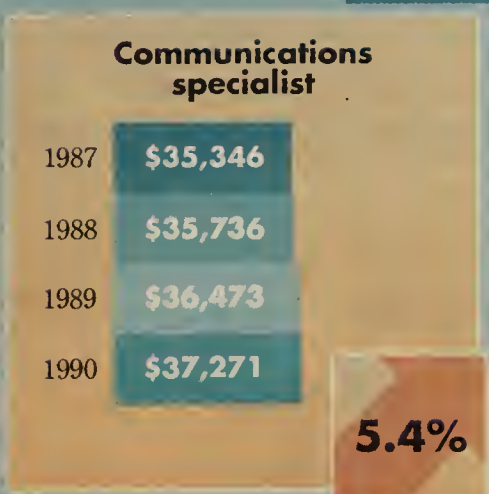 Communications
specialist
1987 $35,346
1988 $35,736
1989 $36,473
1990 $37,271
5.4%